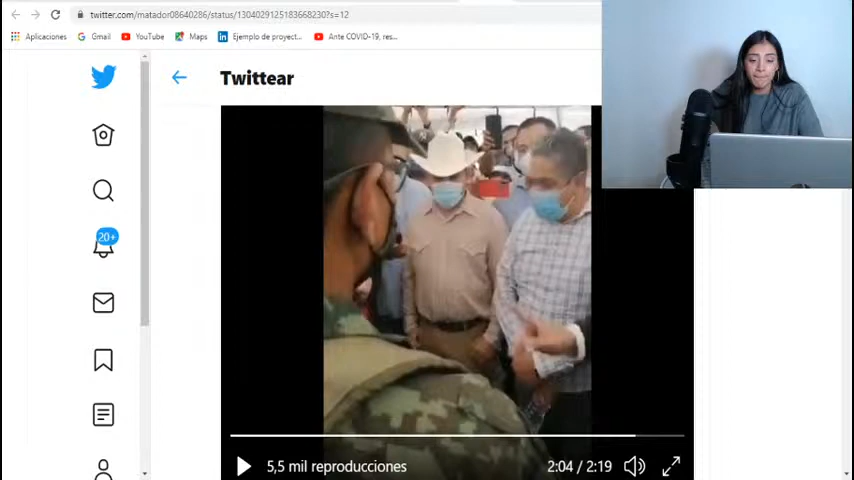 twitter.com/matador08640286/status/1304029125183668230?s=12
Aplicaciones
Gmail
YouTube
Maps
Ejemplo de proyect...
Ante COVID-19, res...
Twittear
20+
5,5 mil reproducciones
2:04 / 2:19